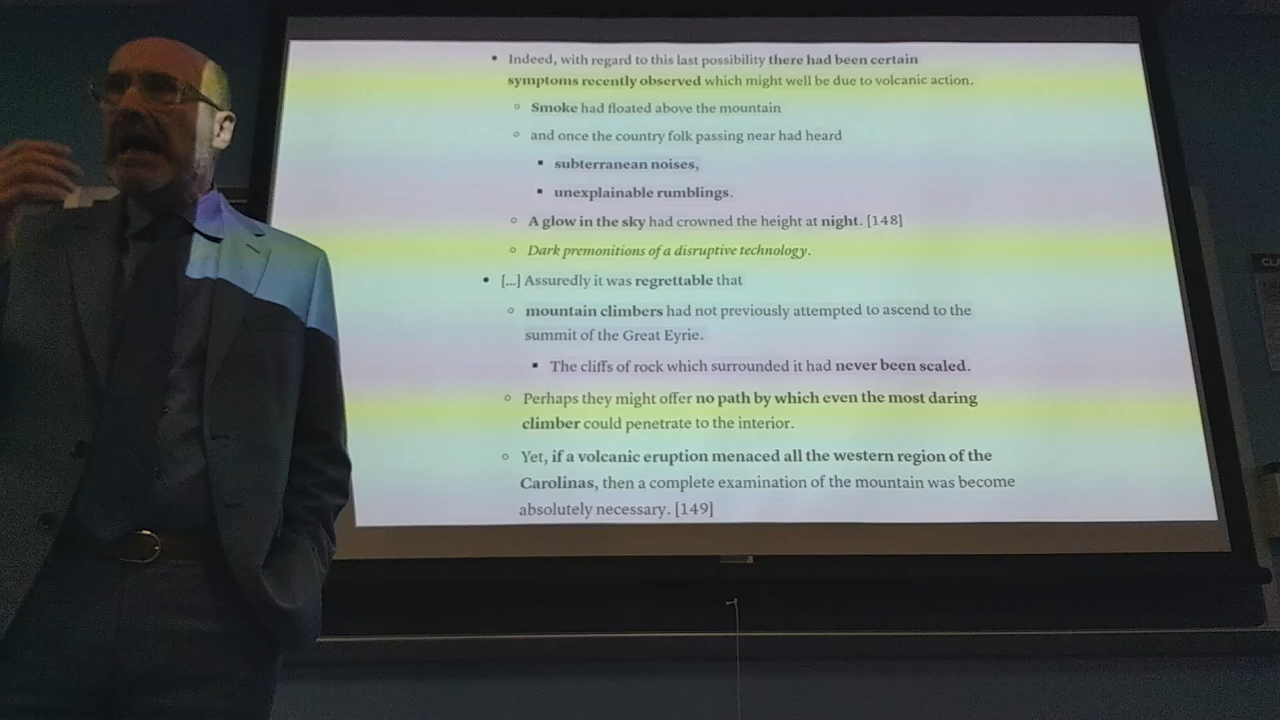 • Indeed, with regard to this last possibility there had been certain
symptoms recently observed which might well be due to volcanic action.
◦ Smoke had floated above the mountain
◦ and once the country folk passing near had heard
▪ subterranean noises,
▪ unexplainable rumblings.
◦ A glow in the sky had crowned the height at night. [148]
◦ Dark premonitions of a disruptive technology.
• [...] Assuredly it was regrettable that
◦ mountain climbers had not previously attempted to ascend to the
summit of the Great Eyrie.
▪ The cliffs of rock which surrounded it had never been scaled.
◦ Perhaps they might offer no path by which even the most daring
climber could penetrate to the interior.
◦ Yet, if a volcanic eruption menaced all the western region of the
Carolinas, then a complete examination of the mountain was become
absolutely necessary. [149]